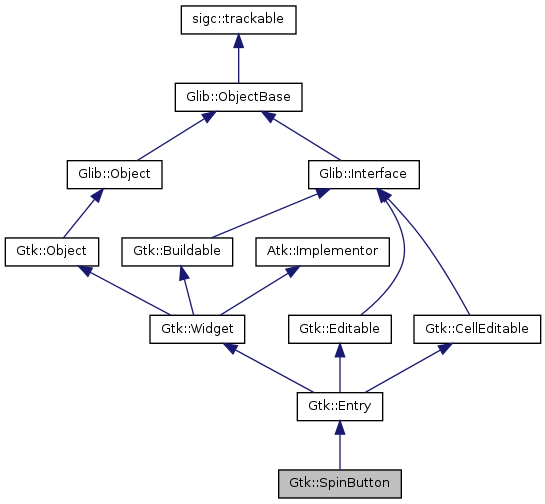 sigc::trackable
Glib::ObjectBase
Glib::Object
Glib::Interface
Gtk::Object
Gtk::Buildable
Atk::Implementor
Gtk::Widget
Gtk::Editable
Gtk::CellEditable
Gtk::Entry
Gtk::SpinButton